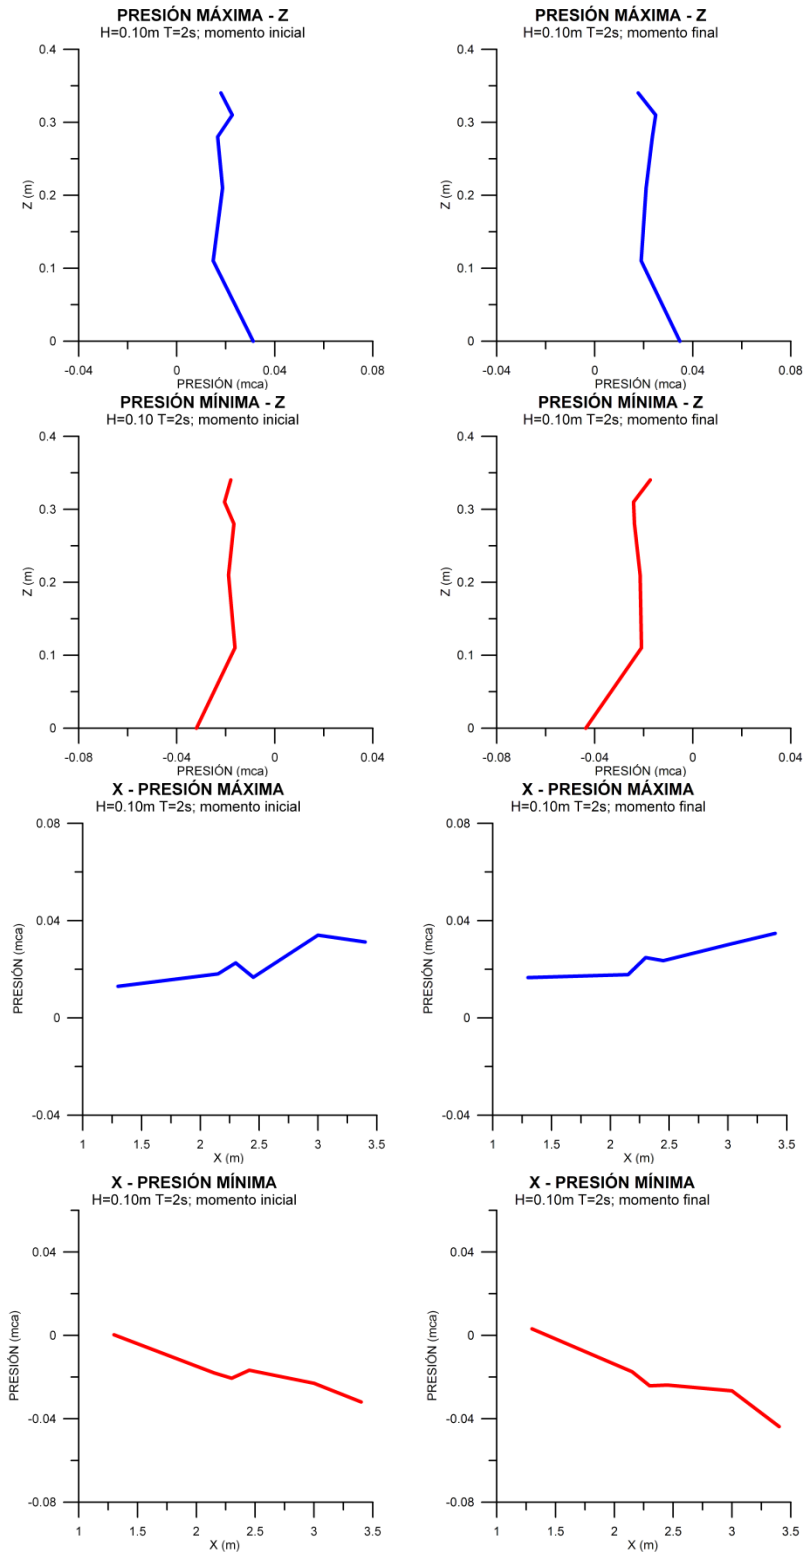 PRESIÓN MÁXIMA - Z
H=0.10m T=2s; momento inicial
0.4
0.3
0.2
0.1
0
Z (m)
-0.04 0 0.04 0.08
PRESIÓN (mca)
PRESIÓN MÁXIMA - Z
H=0.10m T=2s; momento final
0.4
0.3
0.2
0.1
0
Z (m)
-0.04 0 0.04 0.08
PRESIÓN (mca)
PRESIÓN MÍNIMA - Z
H=0.10 T=2s; momento inicial
0.4
0.3
0.2
0.1
0
Z (m)
-0.08 -0.04 0 0.04
PRESIÓN (mca)
PRESIÓN MÍNIMA - Z
H=0.10m T=2s; momento final
0.4
0.3
0.2
0.1
0
Z (m)
-0.08 -0.04 0 0.04
PRESIÓN (mca)
X - PRESIÓN MÁXIMA
H=0.10m T=2s; momento inicial
0.08
0.04
0
-0.04
PRESIÓN (mca)
1 1.5 2 2.5 3 3.5
X (m)
X - PRESIÓN MÁXIMA
H=0.10m T=2s; momento final
0.08
0.04
0
-0.04
PRESIÓN (mca)
1 1.5 2 2.5 3 3.5
X (m)
X - PRESIÓN MÍNIMA
H=0.10m T=2s; momento inicial
0.04
0
-0.04
-0.08
PRESIÓN (mca)
1 1.5 2 2.5 3 3.5
X (m)
X - PRESIÓN MÍNIMA
H=0.10m T=2s; momento final
0.04
0
-0.04
-0.08
PRESIÓN (mca)
1 1.5 2 2.5 3 3.5
X (m)